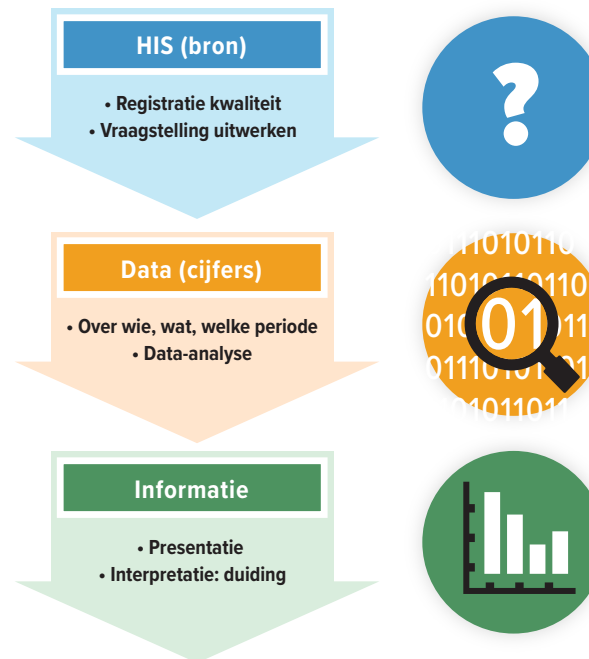 HIS (bron)
• Registratie kwaliteit
• Vraagstelling uitwerken
?
Data (cijfers)
• Over wie, wat, welke periode
• Data-analyse
01
Informatie
• Presentatie
• Interpretatie: duiding